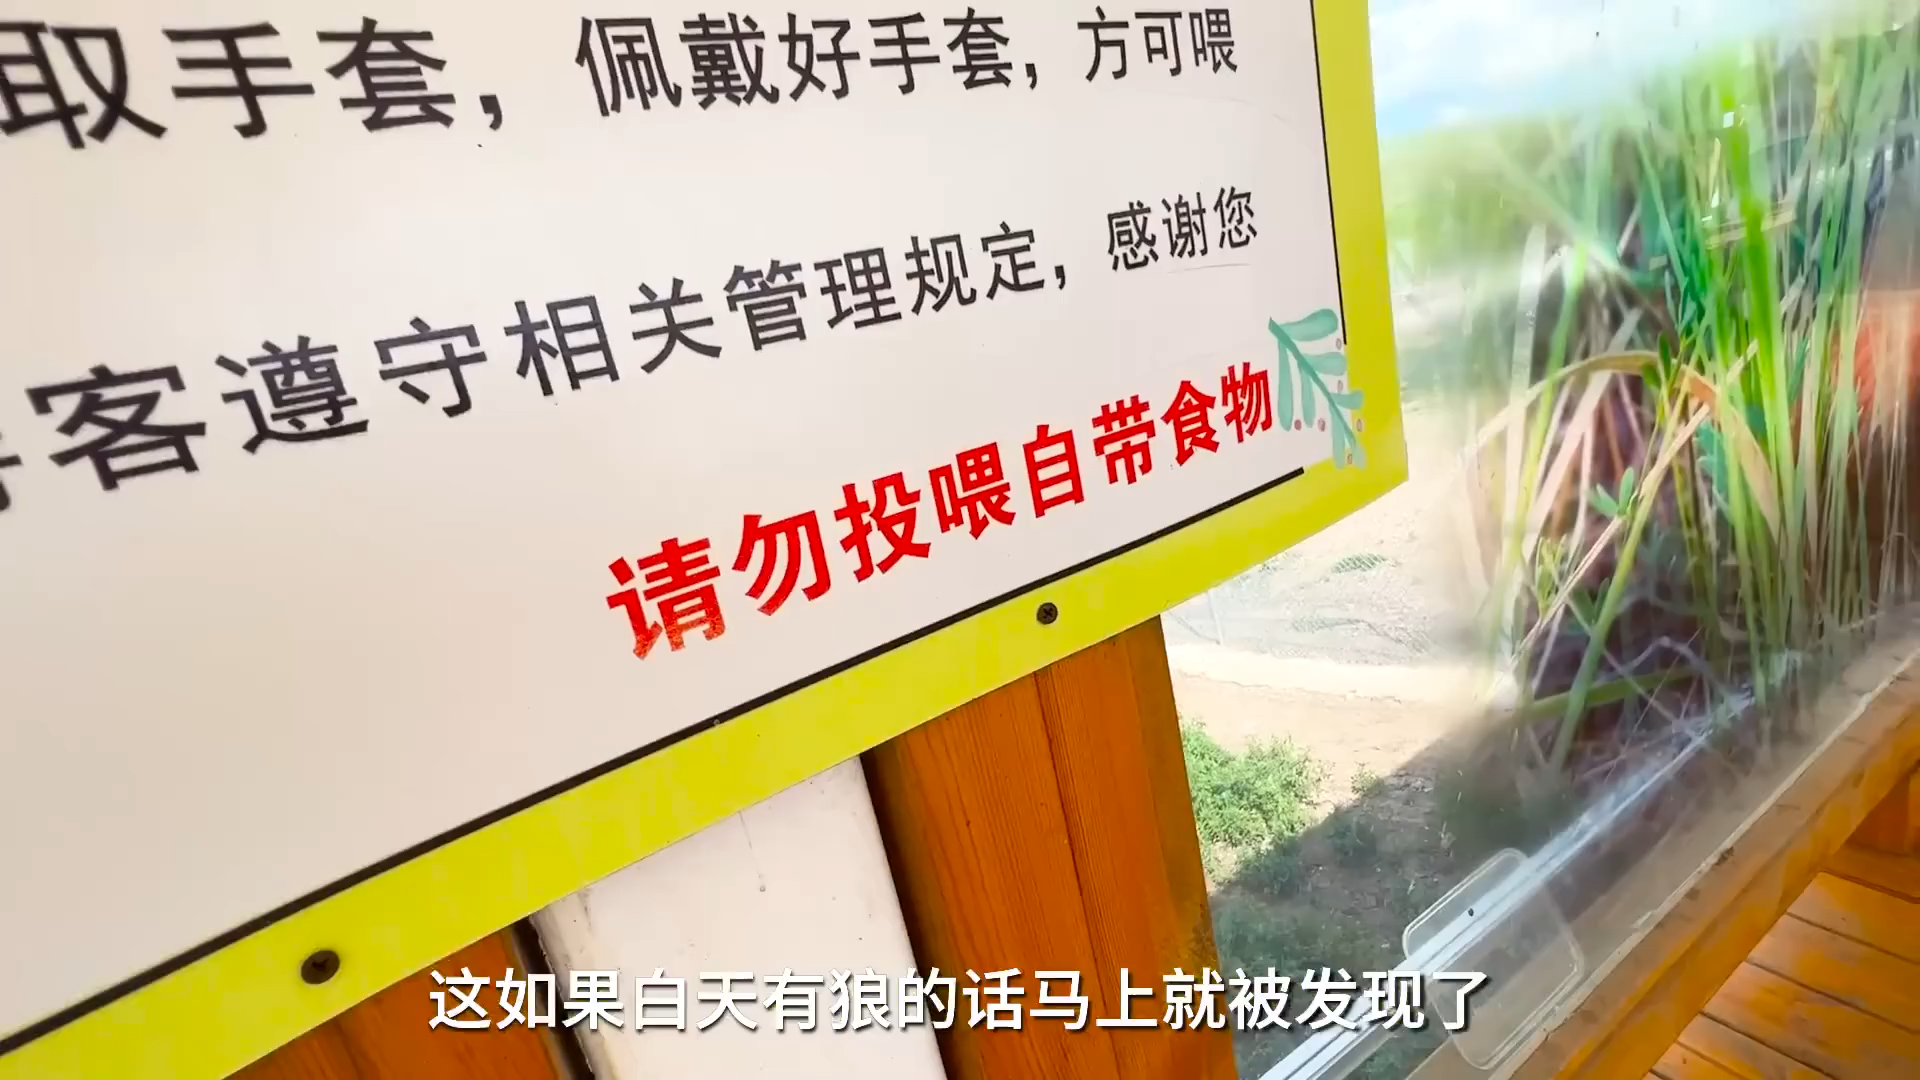 取手套，佩戴好手套，方可喂
客遵守相关管理规定，感谢您
请勿投喂自带食物
这如果白天有狼的话马上就被发现了